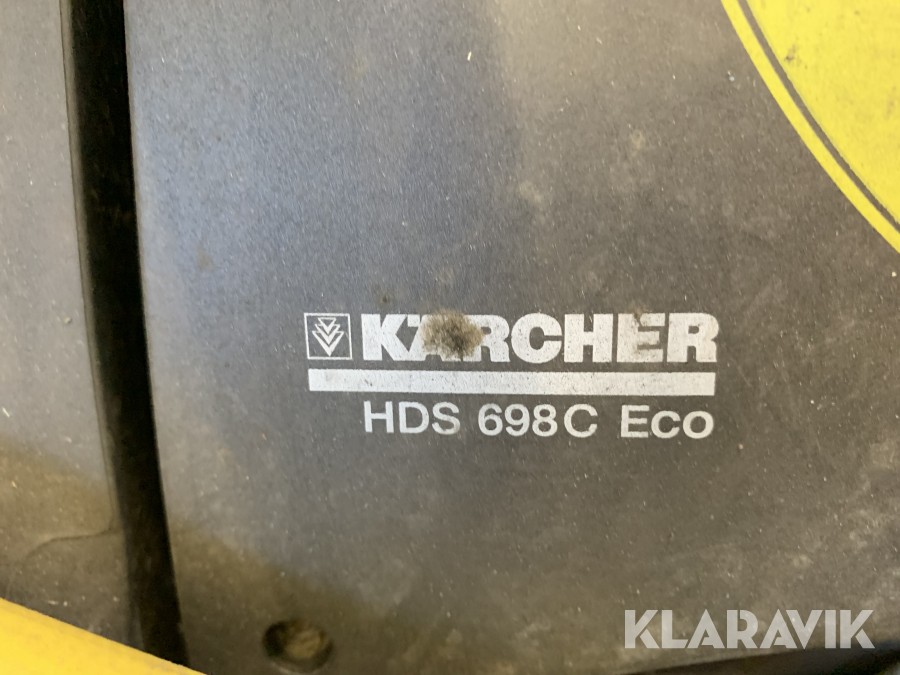 KÄRCHER
HDS 698C Eco
KLARAVIK